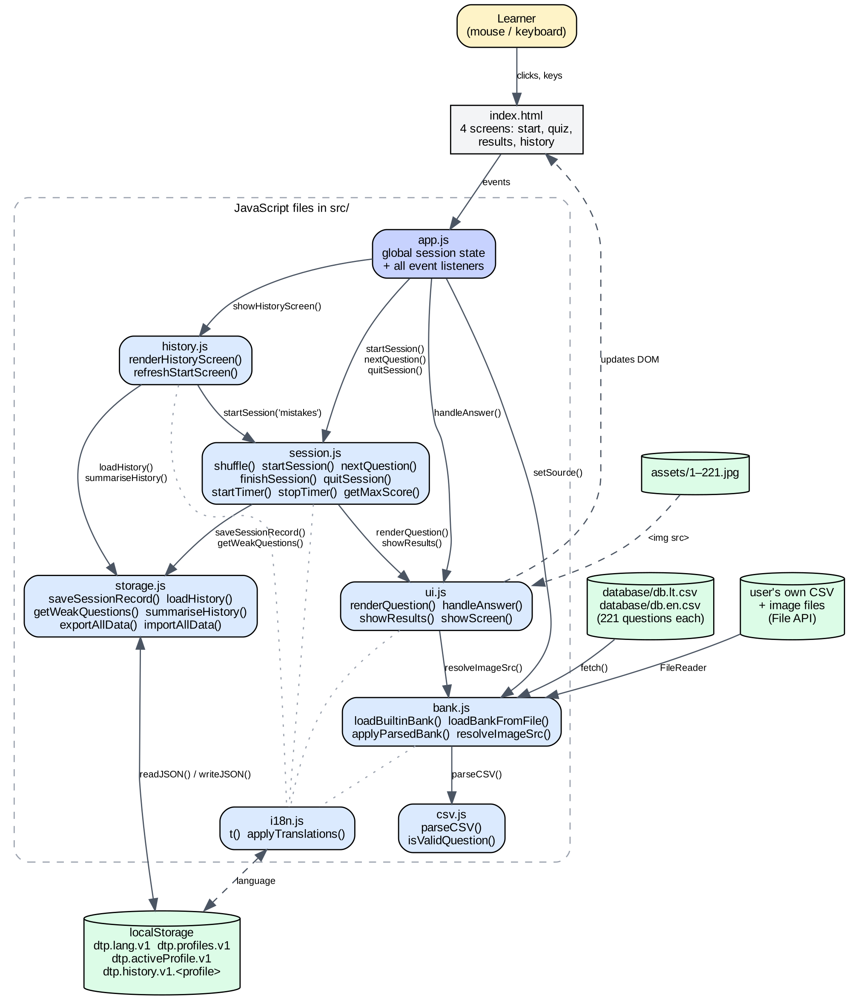 Learner
(mouse / keyboard)
clicks, keys
index.html
4 screens: start, quiz,
results, history
events
JavaScript files in src/
app.js
global session state
+ all event listeners
showHistoryScreen()
startSession()
nextQuestion()
quitSession()
updates DOM
history.js
renderHistoryScreen()
refreshStartScreen()
startSession('mistakes')
handleAnswer()
loadHistory()
summariseHistory()
session.js
shuffle()  startSession()  nextQuestion()
finishSession()  quitSession()
startTimer()  stopTimer()  getMaxScore()
setSource()
assets/1–221.jpg
saveSessionRecord()
getWeakQuestions()
renderQuestion()
showResults()
<img src>
storage.js
saveSessionRecord()  loadHistory()
getWeakQuestions()  summariseHistory()
exportAllData()  importAllData()
ui.js
renderQuestion()  handleAnswer()
showResults()  showScreen()
database/db.lt.csv
database/db.en.csv
(221 questions each)
user's own CSV
+ image files
(File API)
resolveImageSrc()
fetch()
FileReader
bank.js
loadBuiltinBank()  loadBankFromFile()
applyParsedBank()  resolveImageSrc()
readJSON() / writeJSON()
parseCSV()
i18n.js
t()  applyTranslations()
csv.js
parseCSV()
isValidQuestion()
language
localStorage
dtp.lang.v1  dtp.profiles.v1
dtp.activeProfile.v1
dtp.history.v1.<profile>